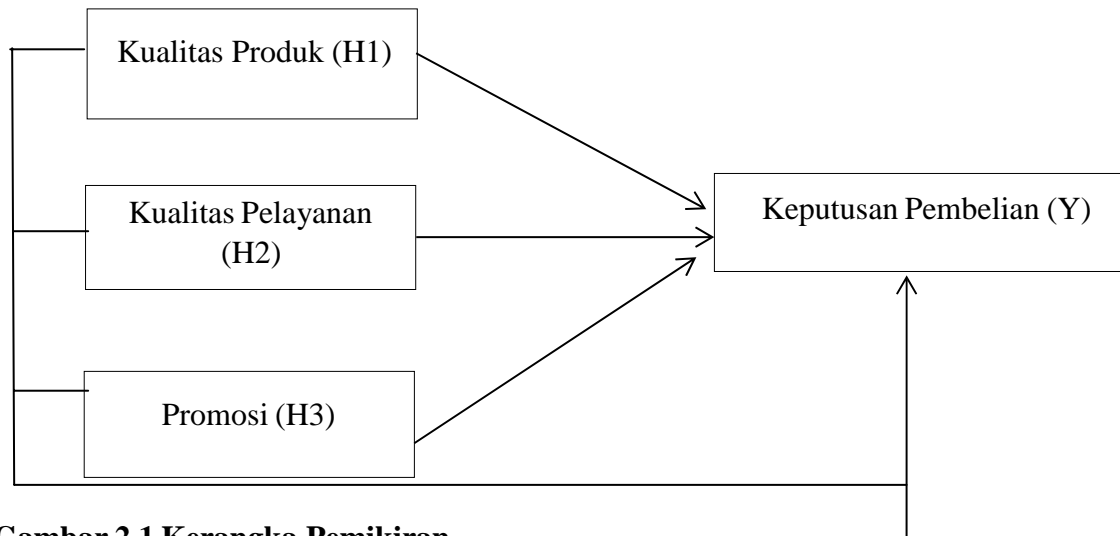 Kualitas Produk (H1)
Kualitas Pelayanan
(H2)
Keputusan Pembelian (Y)
Promosi (H3)
Gambar 2.1 Kerangka Pemikiran